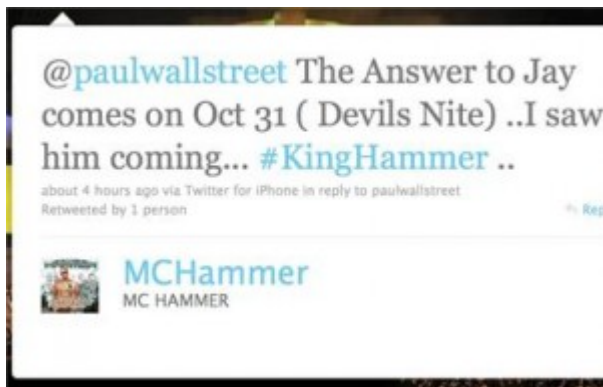 @paulwallstreet The Answer to Jay
comes on Oct 31 ( Devils Nite) ..I saw
him coming... #KingHammer ..
about 4 hours ago via Twitter for iPhone in reply to paulwallstreet
Retweeted by 1 person
Rep
MCHammer
MC HAMMER